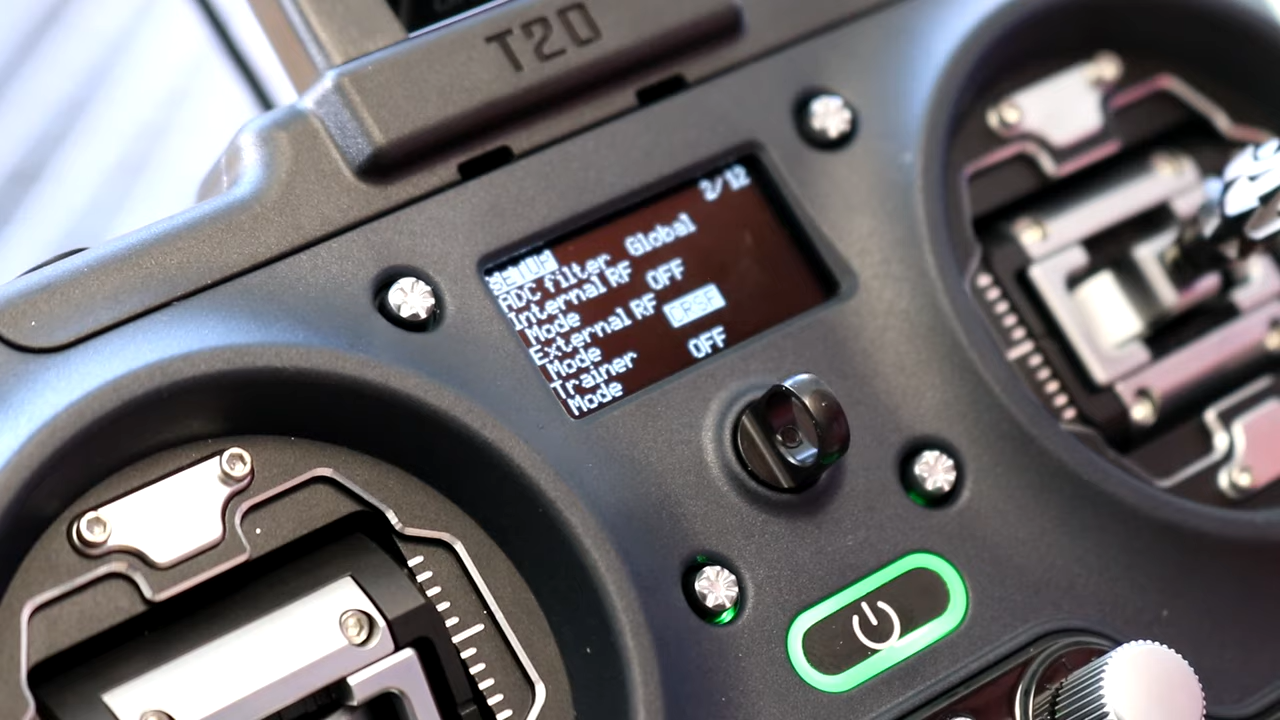 T20
2/12
SETUP
ADC filter Global
Internal RF
Mode OFF
External RF
Mode CRSF
Trainer
Mode OFF